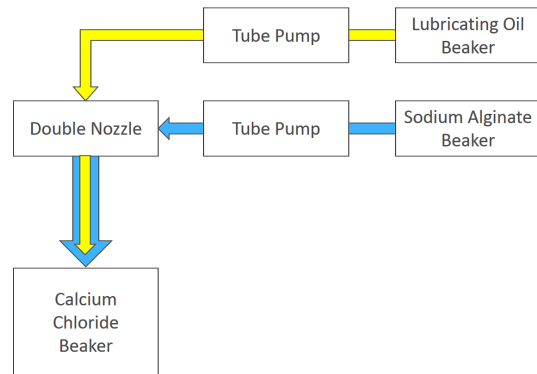 Tube Pump
Lubricating Oil
Beaker
Double Nozzle
Tube Pump
Sodium Alginate
Beaker
Calcium
Chloride
Beaker